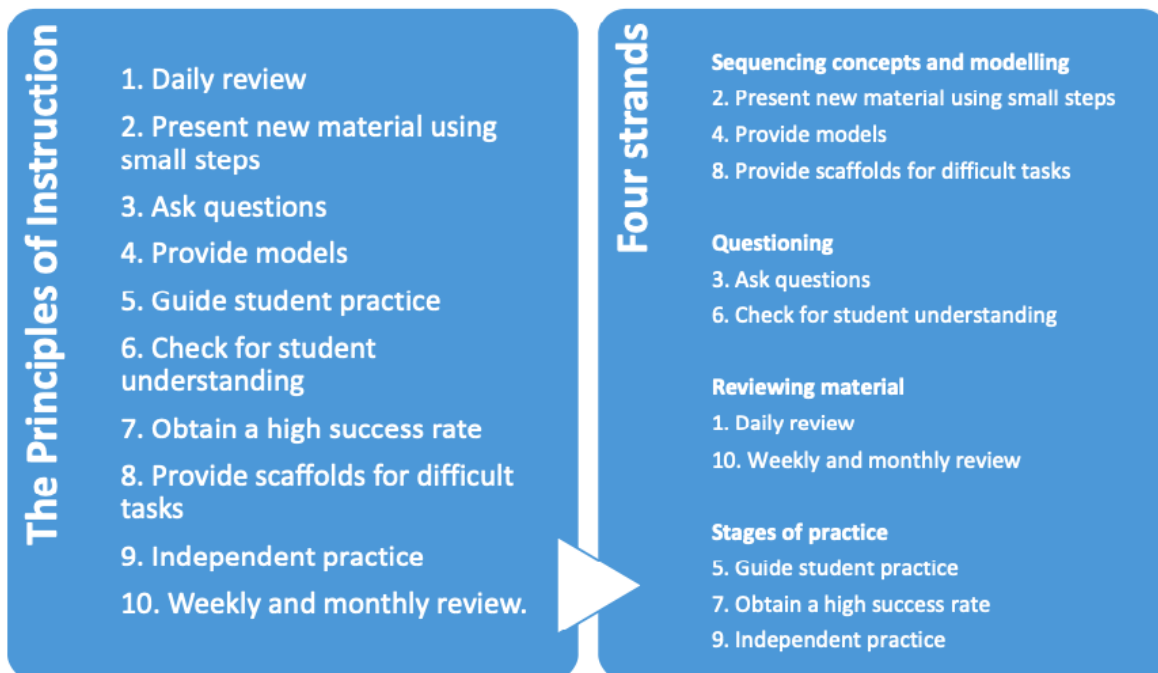 The Principles of Instruction
1. Daily review
2. Present new material using
small steps
3. Ask questions
4. Provide models
5. Guide student practice
6. Check for student
understanding
7. Obtain a high success rate
8. Provide scaffolds for difficult
tasks
9. Independent practice
10. Weekly and monthly review.
Four strands
Sequencing concepts and modelling
2. Present new material using small steps
4. Provide models
8. Provide scaffolds for difficult tasks
Questioning
3. Ask questions
6. Check for student understanding
Reviewing material
1. Daily review
10. Weekly and monthly review
Stages of practice
5. Guide student practice
7. Obtain a high success rate
9. Independent practice